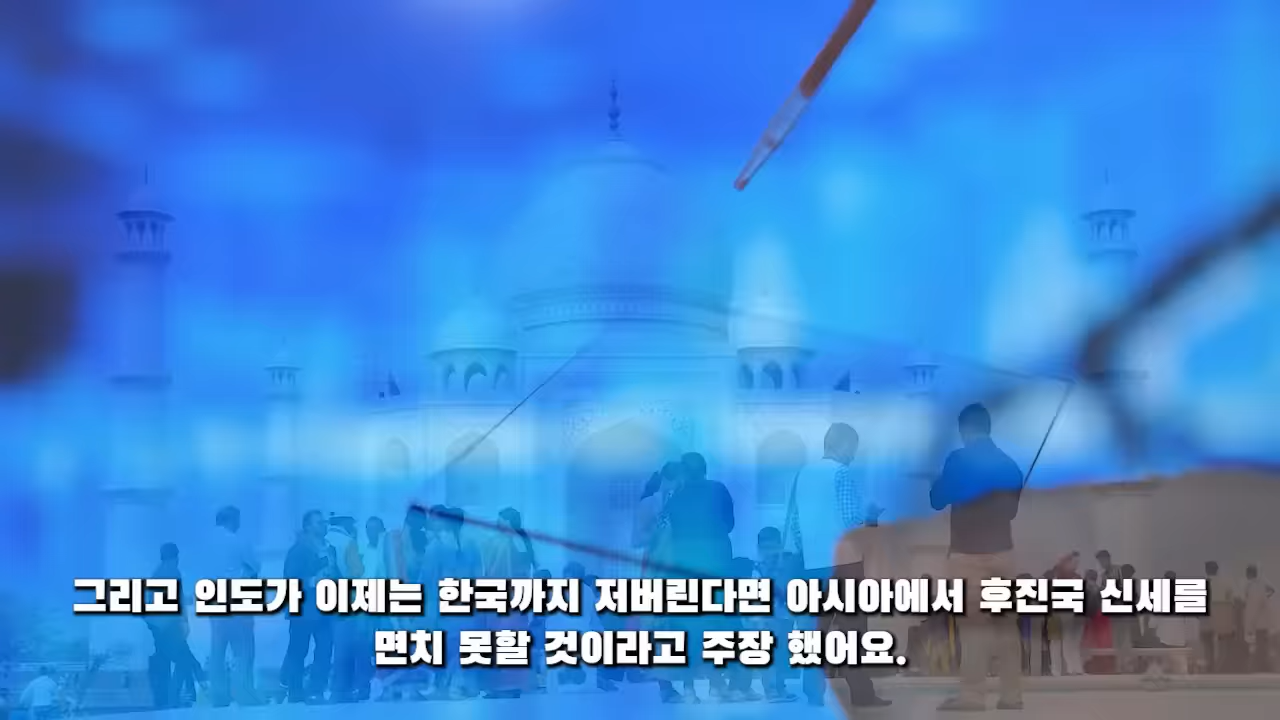 그리고 인도가 이제는 한국까지 저버린다면 아시아에서 후진국 신세를
면치 못할 것이라고 주장 했어요.